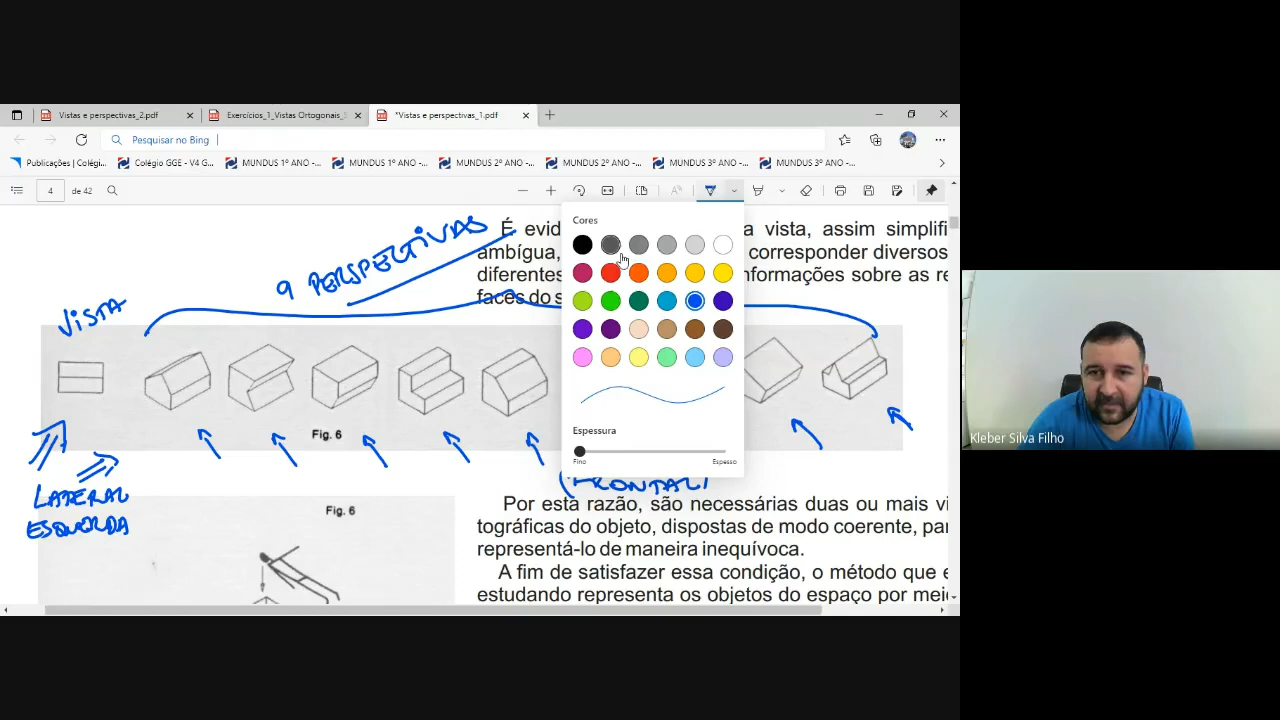 Vistas e perspectivas_2.pdf
Exercícios_1_Vistas Ortogonais_S
*Vistas e perspectivas_1.pdf
Pesquisar no Bing
Publicações | Colégi...
Colégio GGE - V4 G...
MUNDUS 1º ANO -...
MUNDUS 1º ANO -...
MUNDUS 2º ANO -...
MUNDUS 2º ANO -...
MUNDUS 3º ANO -...
MUNDUS 3º ANO -...
4
de 42
Cores
Espessura
Fino
Espesso
É evid
a vista, assim simplifi
ambígua,
corresponder diversos
diferentes
nformações sobre as re
faces do s
9 PERSPECTIVAS
VISTA
Fig. 6
LATERAL
ESQUERDA
(FRONTAL)
Fig. 6
Por esta razão, são necessárias duas ou mais vi
tográficas do objeto, dispostas de modo coerente, par
representá-lo de maneira inequívoca.
A fim de satisfazer essa condição, o método que e
estudando representa os objetos do espaço por meio
Kleber Silva Filho